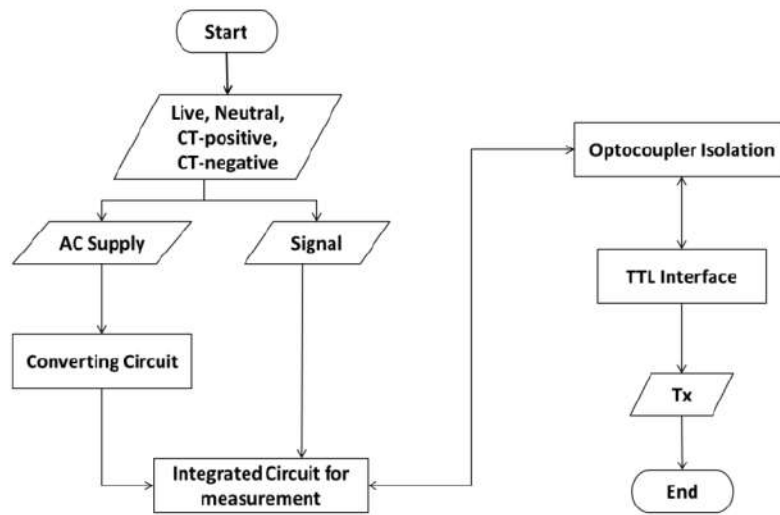 Start
Live, Neutral,
CT-positive,
CT-negative
AC Supply
Signal
Converting Circuit
Integrated Circuit for
measurement
Optocoupler Isolation
TTL Interface
Tx
End